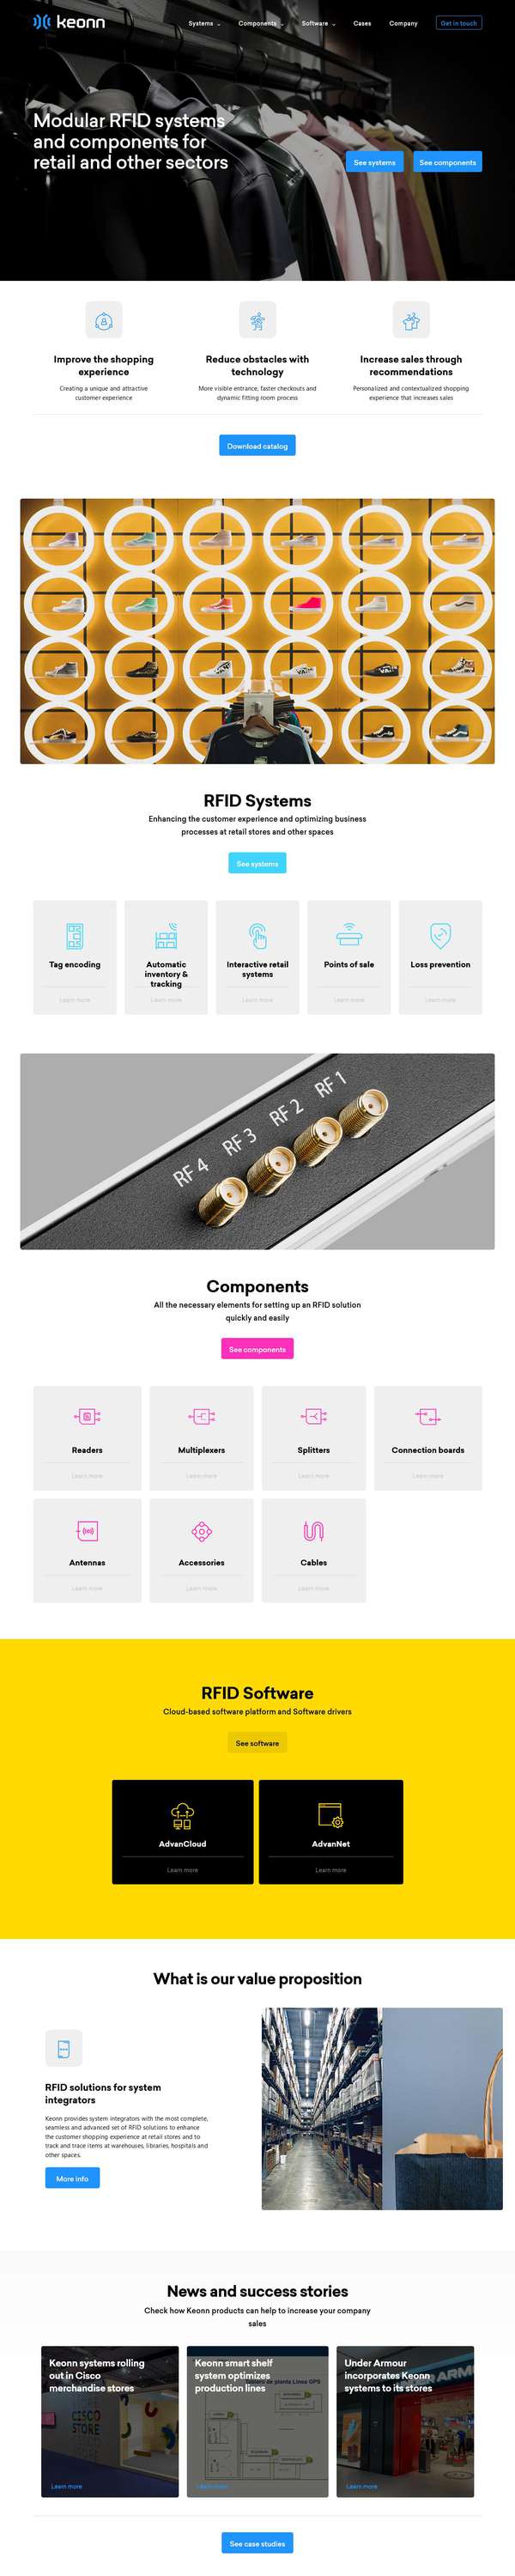 keonn
Systems
Components
Software
Cases
Company
Get in touch
Modular RFID systems
and components for
retail and other sectors
See systems
See components
Improve the shopping
experience
Creating a unique and attractive
customer experience
Reduce obstacles with
technology
More visible entrance, faster checkouts and
dynamic fitting room process
Increase sales through
recommendations
Personalized and contextualized shopping
experience that increases sales
Download catalog
RFID Systems
Enhancing the customer experience and optimizing business
processes at retail stores and other spaces
See systems
Tag encoding
Learn more
Automatic
inventory &
tracking
Learn more
Interactive retail
systems
Learn more
Points of sale
Learn more
Loss prevention
Learn more
RF 4
RF 3
RF 2
RF 1
Components
All the necessary elements for setting up an RFID solution
quickly and easily
See components
Readers
Learn more
Multiplexers
Learn more
Splitters
Learn more
Connection boards
Learn more
Antennas
Learn more
Accessories
Learn more
Cables
Learn more
RFID Software
Cloud-based software platform and Software drivers
See software
AdvanCloud
Learn more
AdvanNet
Learn more
What is our value proposition
RFID solutions for system
integrators
Keonn provides system integrators with the most complete,
seamless and advanced set of RFID solutions to enhance
the customer shopping experience at retail stores and to
track and trace items at warehouses, libraries, hospitals and
other spaces.
More info
News and success stories
Check how Keonn products can help to increase your company
sales
Keonn systems rolling
out in Cisco
merchandise stores
CISCO
STORE
Learn more
Keonn smart shelf
system optimizes
production lines
de planta Linea GPS
Learn more
Under Armour
incorporates Keonn
systems to its stores
Learn more
See case studies